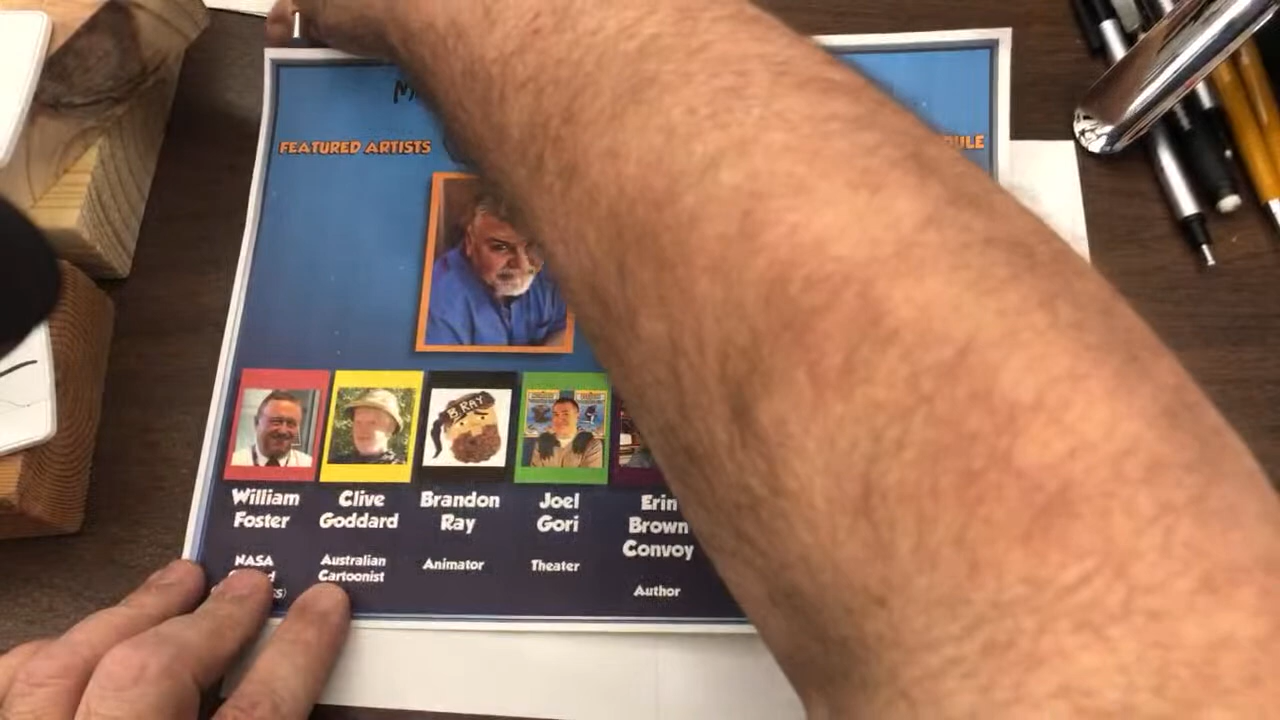 FEATURED ARTISTS
B RAY
William Foster
Clive Goddard
Brandon Ray
Joel Gori
Erin Brown Convoy
NASA
Australian Cartoonist
Animator
Theater
Author